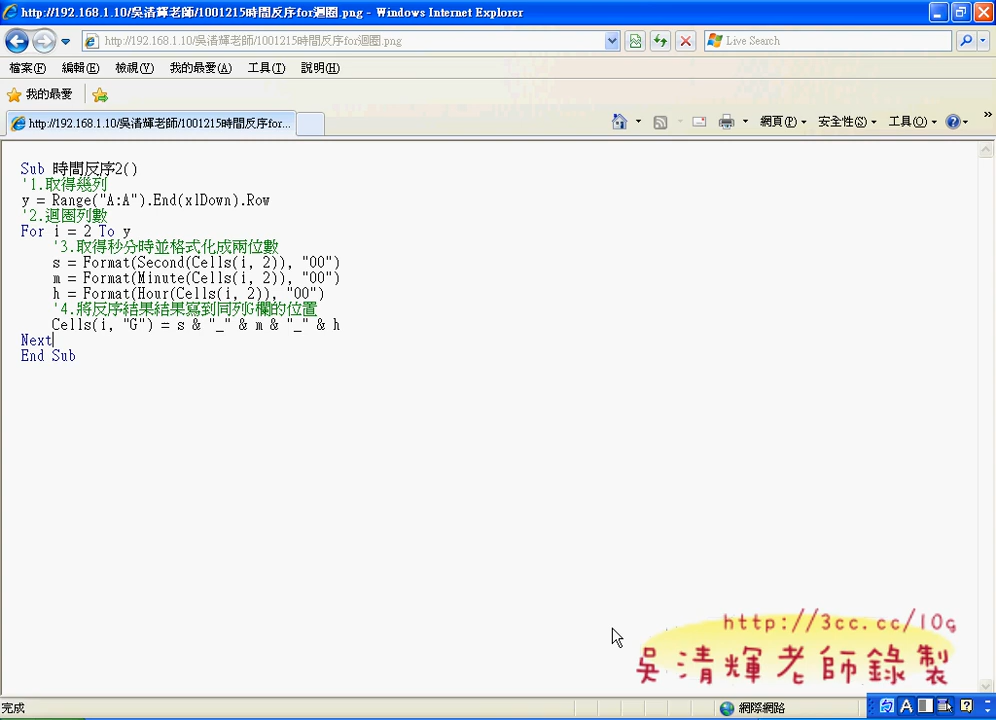 http://192.168.1.10/吳清輝老師/1001215時間反序for迴圈.png - Windows Internet Explorer
http://192.168.1.10/吳清輝老師/1001215時間反序for迴圈.png
Live Search
檔案(F) 編輯(E) 檢視(V) 我的最愛(A) 工具(T) 說明(H)
我的最愛
http://192.168.1.10/吳清輝老師/1001215時間反序for...
網頁(P) 安全性(S) 工具(O)
Sub 時間反序2()
'1.取得幾列
y = Range("A:A").End(xlDown).Row
'2.迴圈列數
For i = 2 To y
'3.取得秒分時並格式化成兩位數
s = Format(Second(Cells(i, 2)), "00")
m = Format(Minute(Cells(i, 2)), "00")
h = Format(Hour(Cells(i, 2)), "00")
'4.將反序結果結果寫到同列G欄的位置
Cells(i, "G") = s & "_" & m & "_" & h
Next
End Sub
http://3cc.cc/10g
吳清輝老師錄製
完成
網際網路